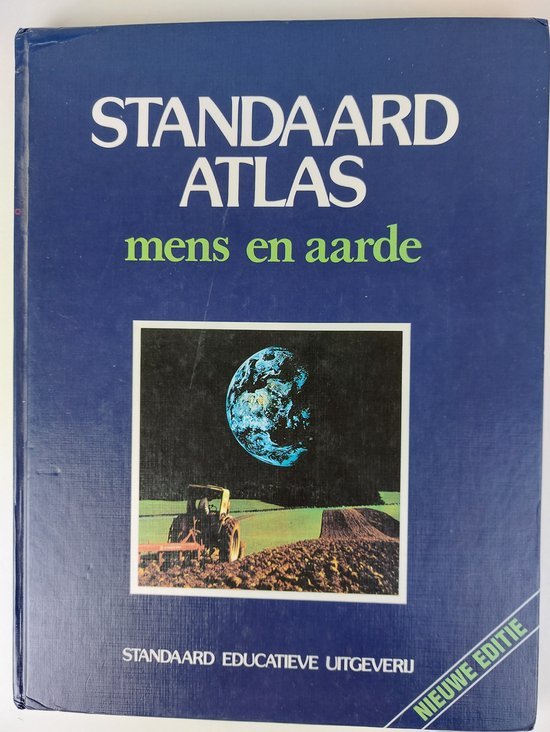 STANDAARD
ATLAS
mens en aarde
STANDAARD EDUCATIEVE UITGEVERIJ
NIEUWE EDITIE